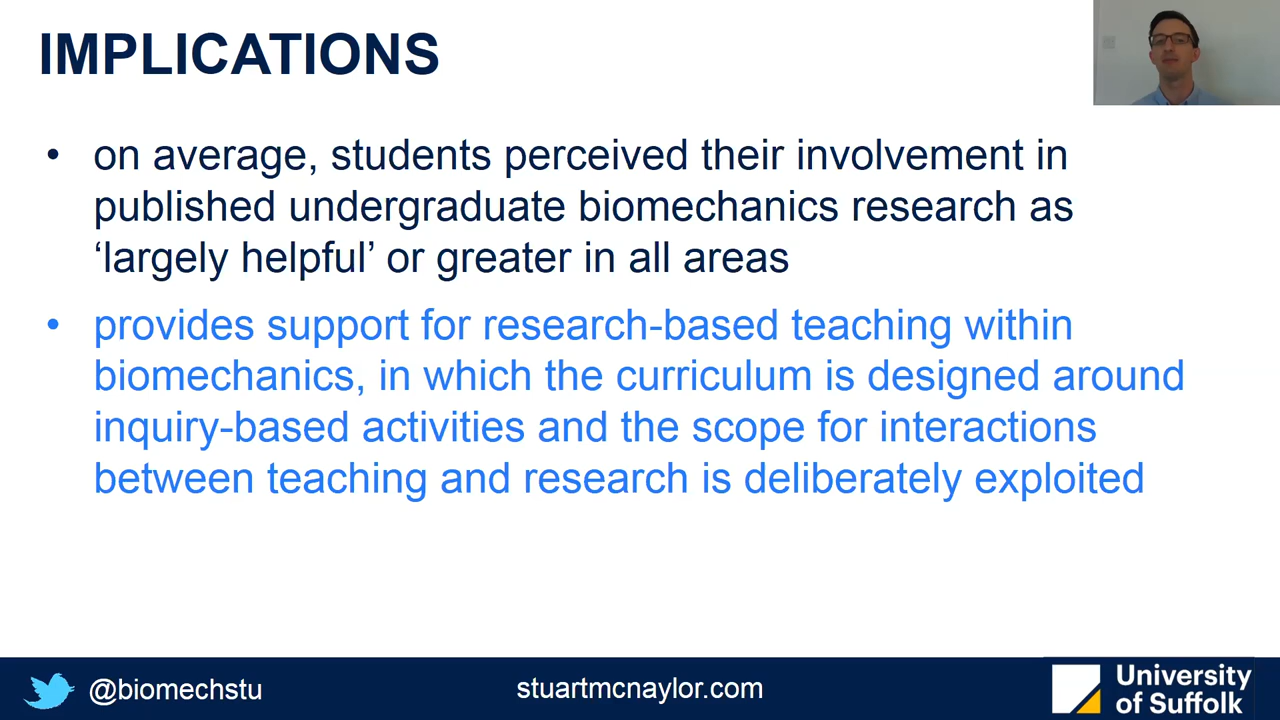 IMPLICATIONS
• on average, students perceived their involvement in
published undergraduate biomechanics research as
‘largely helpful’ or greater in all areas
• provides support for research-based teaching within
biomechanics, in which the curriculum is designed around
inquiry-based activities and the scope for interactions
between teaching and research is deliberately exploited
@biomechstu
stuartmcnaylor.com
University
of Suffolk